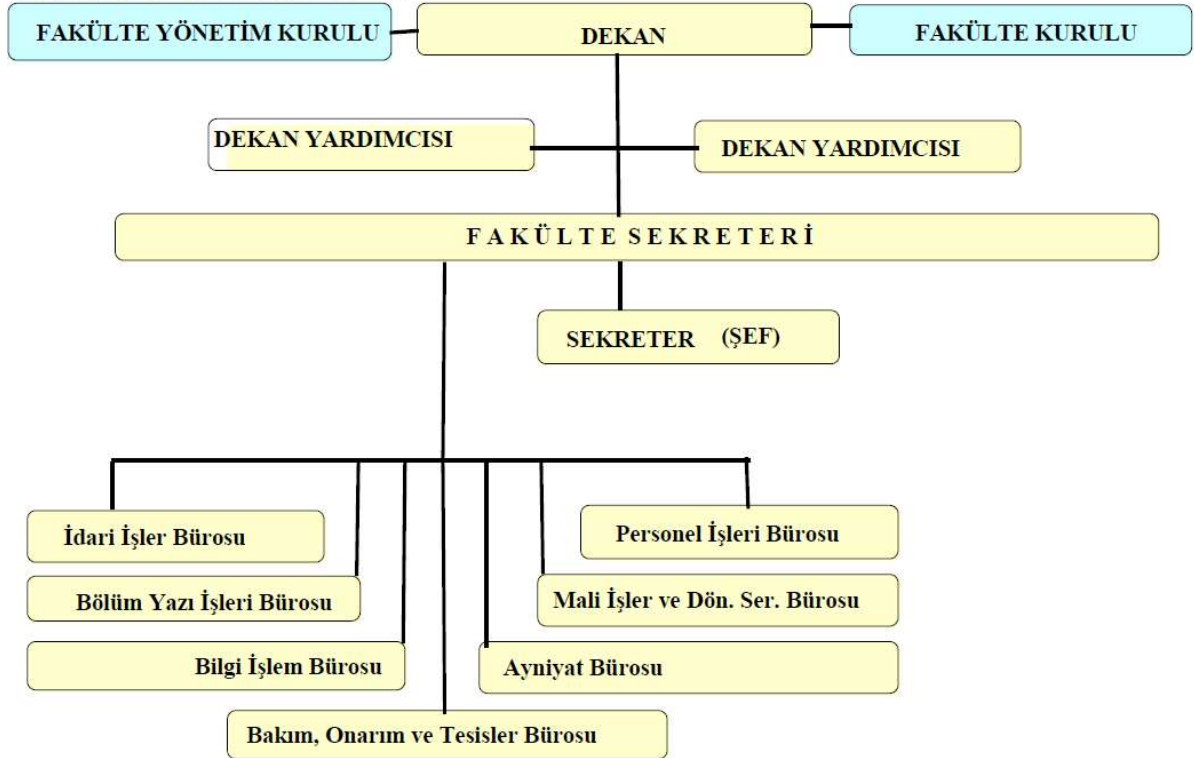 FAKÜLTE YÖNETİM KURULU
DEKAN
FAKÜLTE KURULU
DEKAN YARDIMCISI
DEKAN YARDIMCISI
F A K Ü L T E  S E K R E T E R İ
SEKRETER (ŞEF)
İdari İşler Bürosu
Personel İşleri Bürosu
Bölüm Yazı İşleri Bürosu
Mali İşler ve Dön. Ser. Bürosu
Bilgi İşlem Bürosu
Ayniyat Bürosu
Bakım, Onarım ve Tesisler Bürosu